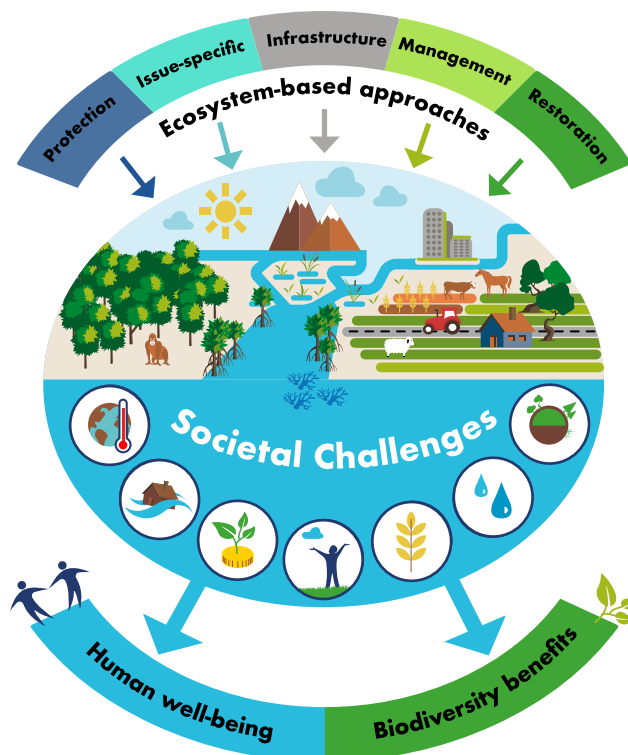 Protection
Issue-specific
Infrastructure
Management
Restoration
Ecosystem-based approaches
Societal Challenges
Human well-being
Biodiversity benefits